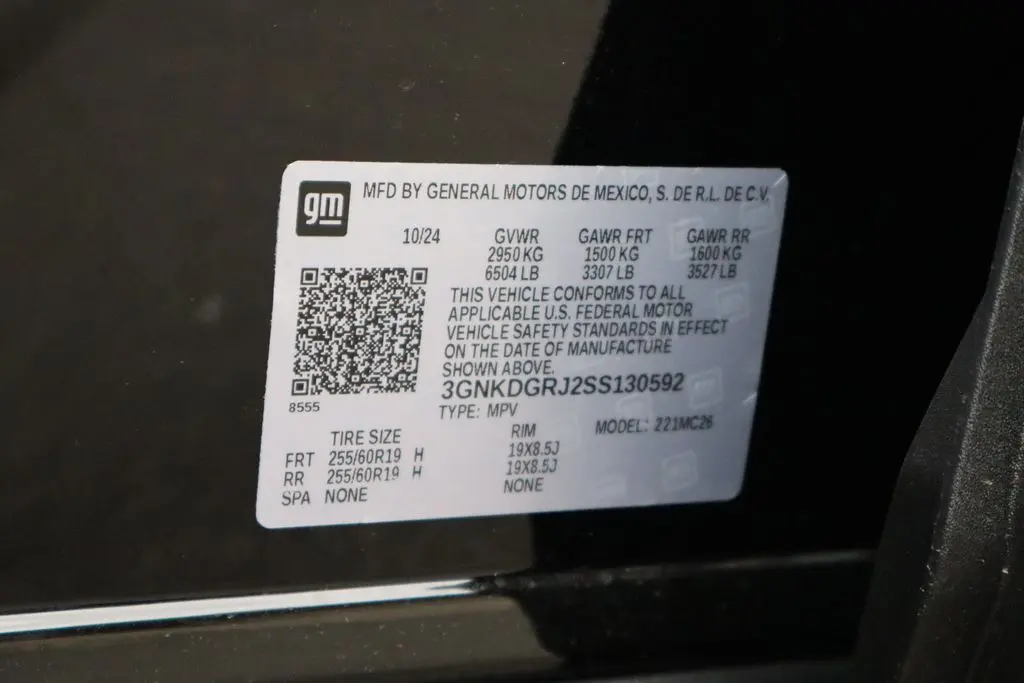 gm
MFD BY GENERAL MOTORS DE MEXICO, S. DE R.L. DE C.V.
10/24 GVWR GAWR FRT GAWR RR
2950 KG 1500 KG 1600 KG
6504 LB 3307 LB 3527 LB
THIS VEHICLE CONFORMS TO ALL
APPLICABLE U.S. FEDERAL MOTOR
VEHICLE SAFETY STANDARDS IN EFFECT
ON THE DATE OF MANUFACTURE
SHOWN ABOVE.
3GNKDGRJ2SS130592
8555
TYPE: MPV
MODEL: 221MC26
TIRE SIZE RIM
FRT 255/60R19 H 19X8.5J
RR 255/60R19 H 19X8.5J
SPA NONE NONE